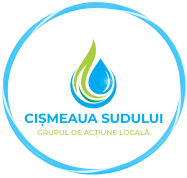 CIȘMEAUA SUDULUI
GRUPUL DE ACȚIUNE LOCALĂ